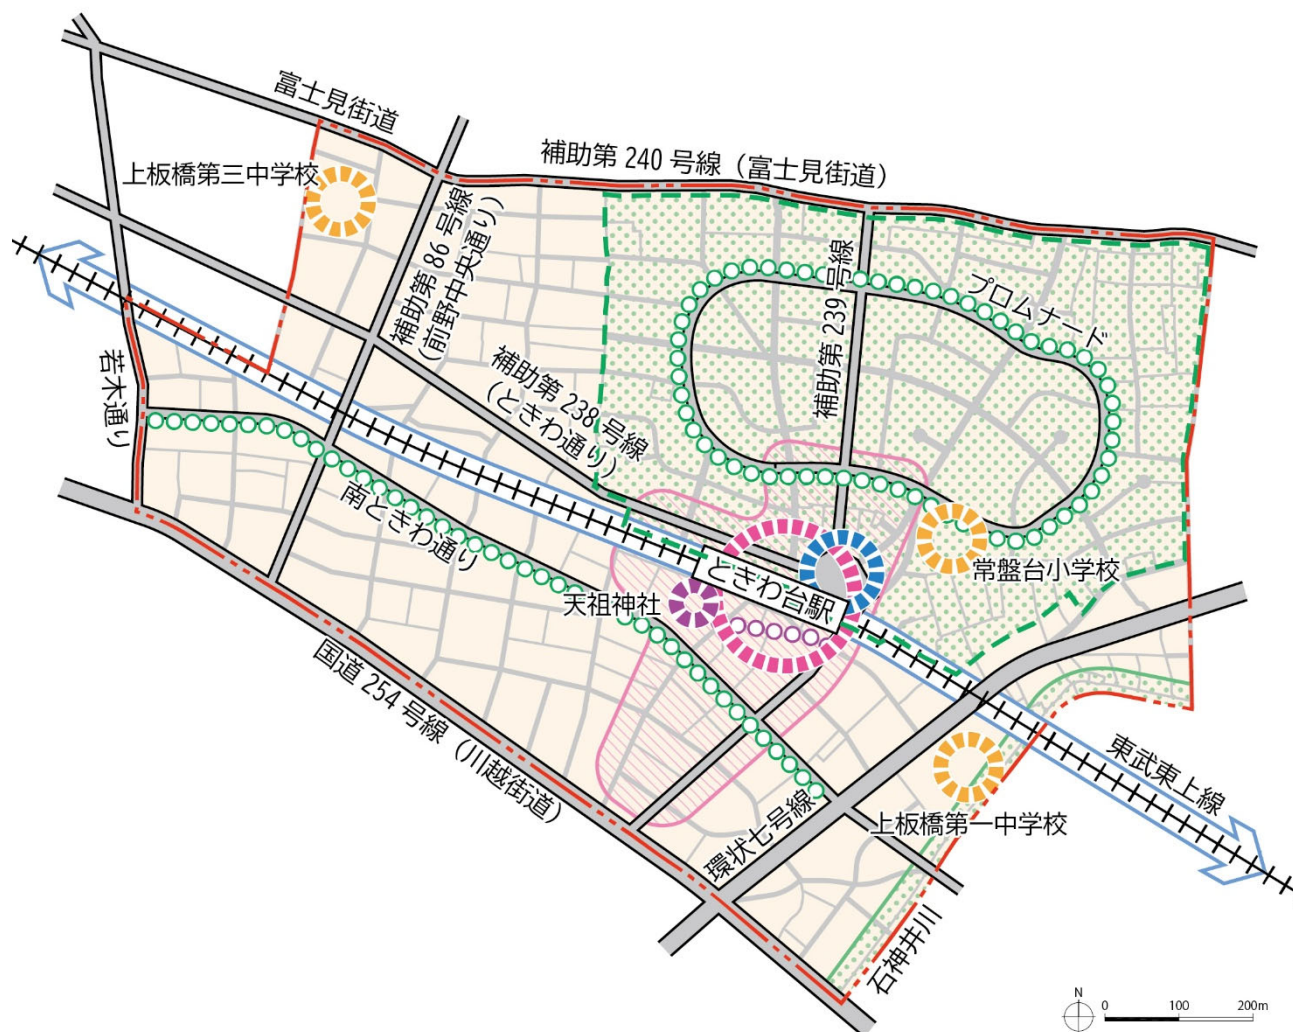 富士見街道
上板橋第三中学校
補助第 240 号線（富士見街道）
補助第 86 号線
（前野中央通り）
補助第 239 号線
プロムナード
若木通り
補助第 238 号線
（ときわ通り）
南ときわ通り
天祖神社
ときわ台駅
常盤台小学校
国道 254 号線（川越街道）
東武東上線
環状七号線
上板橋第一中学校
石神井川
N
0 100 200m